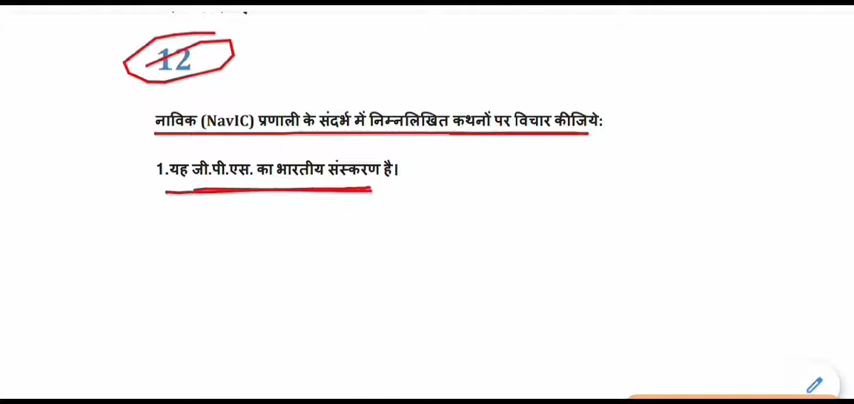 12
नाविक (NavIC) प्रणाली के संदर्भ में निम्नलिखित कथनों पर विचार कीजिये:
1.यह जी.पी.एस. का भारतीय संस्करण है।